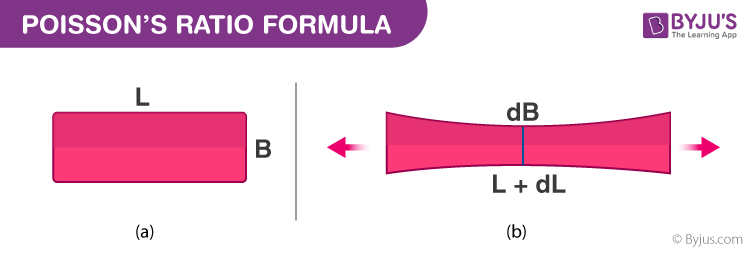 POISSON'S RATIO FORMULA
BYJU'S
The Learning App
L
B
(a)
dB
L + dL
(b)
© Byjus.com